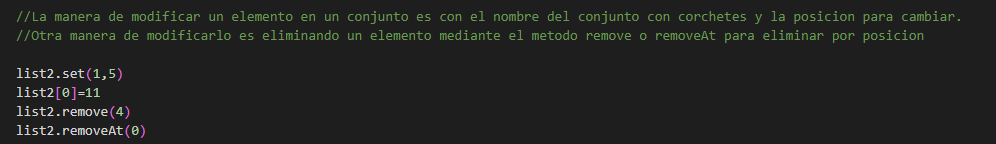 //La manera de modificar un elemento en un conjunto es con el nombre del conjunto con corchetes y la posicion para cambiar.
//Otra manera de modificarlo es eliminando un elemento mediante el metodo remove o removeAt para eliminar por posicion
list2.set(1,5)
list2[0]=11
list2.remove(4)
list2.removeAt(0)